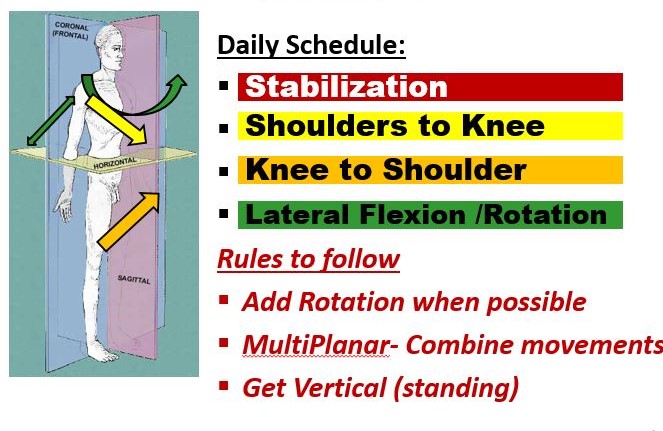 CORONAL
(FRONTAL)
HORIZONTAL
SAGITTAL
Daily Schedule:
▪ Stabilization
▪ Shoulders to Knee
▪ Knee to Shoulder
▪ Lateral Flexion /Rotation
Rules to follow
▪ Add Rotation when possible
▪ MultiPlanar- Combine movements
▪ Get Vertical (standing)